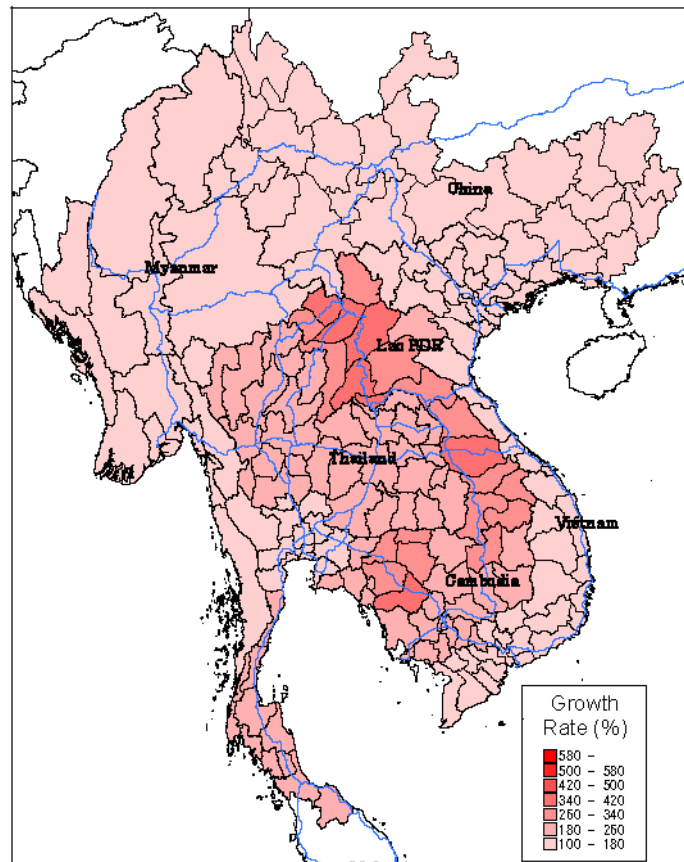 China
Myanmar
Lao PDR
Thailand
Vietnam
Cambodia
Growth
Rate (%)
580 –
500 – 580
420 – 500
340 – 420
260 – 340
180 – 260
100 – 180